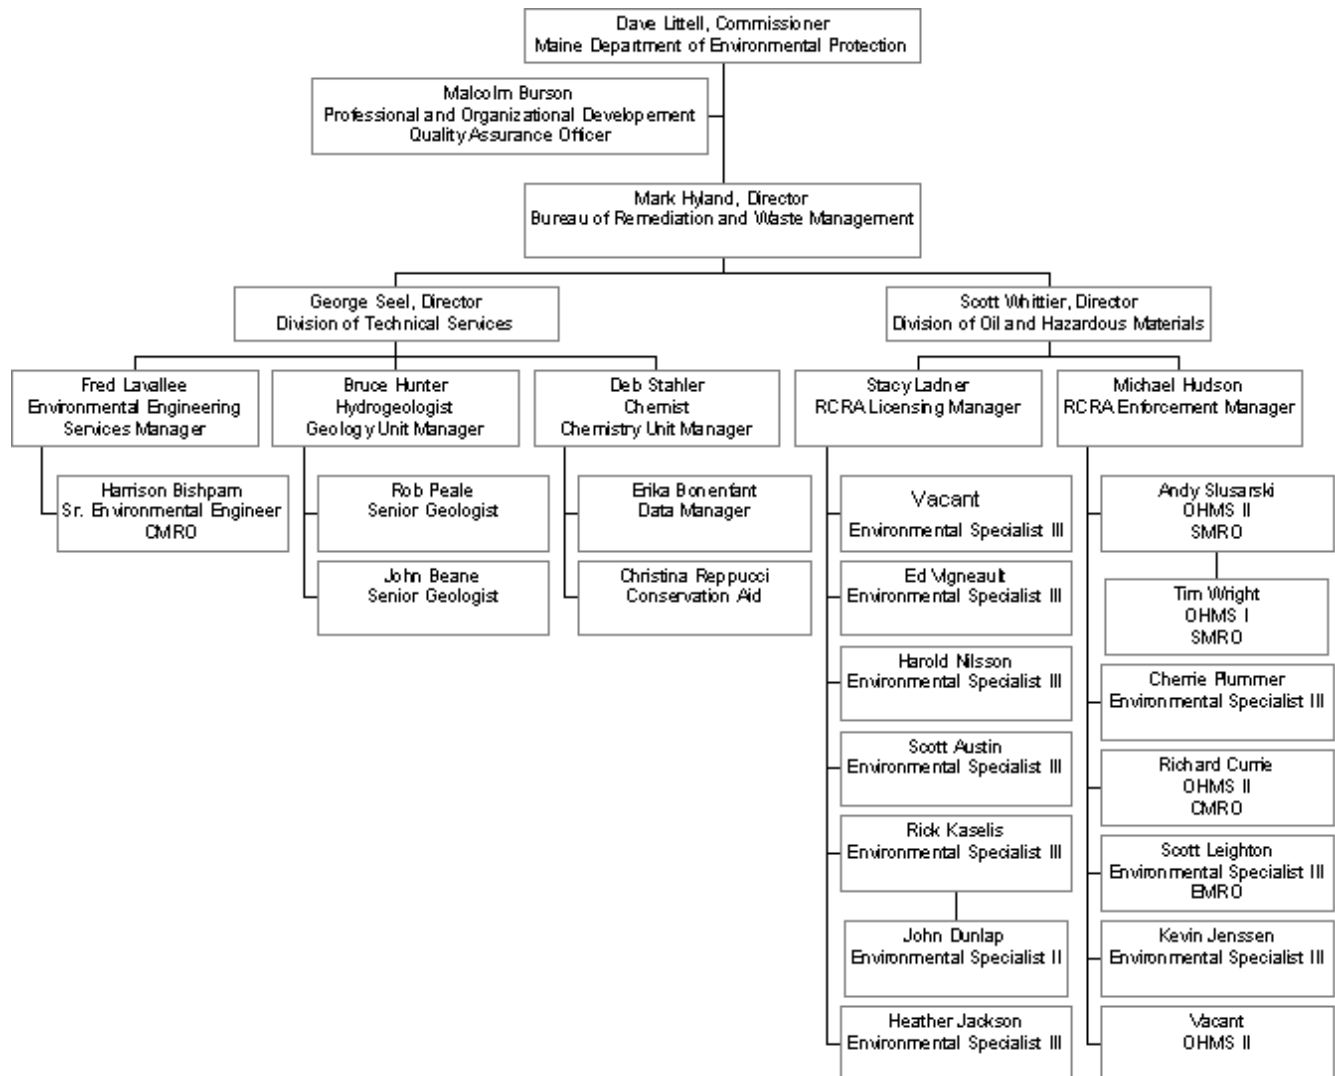 Dave Littell, Commissioner
Maine Department of Environmental Protection
Malcolm Burson
Professional and Organizational Developement
Quality Assurance Officer
Mark Hyland, Director
Bureau of Remediation and Waste Management
George Seel, Director
Division of Technical Services
Scott Whittier, Director
Division of Oil and Hazardous Materials
Fred Lavallee
Environmental Engineering
Services Manager
Bruce Hunter
Hydrogeologist
Geology Unit Manager
Deb Stahler
Chemist
Chemistry Unit Manager
Stacy Ladner
RCRA Licensing Manager
Michael Hudson
RCRA Enforcement Manager
Harrison Bishparn
Sr. Environmental Engineer
CMRO
Rob Peale
Senior Geologist
John Beane
Senior Geologist
Erika Bonenfant
Data Manager
Christina Reppucci
Conservation Aid
Vacant
Environmental Specialist III
Ed Vigneault
Environmental Specialist III
Harold Nilsson
Environmental Specialist III
Scott Austin
Environmental Specialist III
Rick Kaselis
Environmental Specialist III
John Dunlap
Environmental Specialist II
Heather Jackson
Environmental Specialist III
Andy Slusarski
OHMS II
SMRO
Tim Wright
OHMS I
SMRO
Cherrie Plummer
Environmental Specialist III
Richard Currie
OHMS II
CMRO
Scott Leighton
Environmental Specialist III
EMRO
Kevin Jenssen
Environmental Specialist III
Vacant
OHMS II